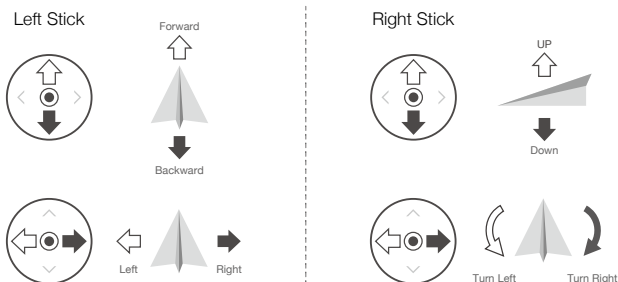 Left Stick
Forward
Backward
Left
Right
Right Stick
UP
Down
Turn Left
Turn Right